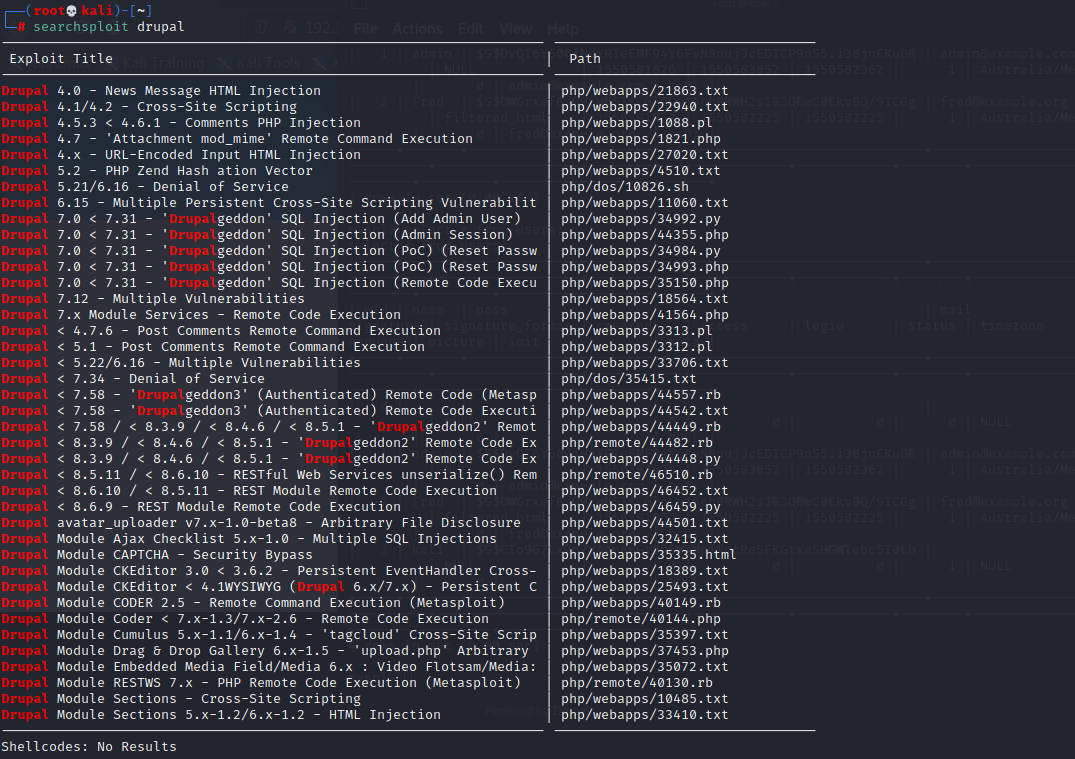 (root💀kali)-[~]
# searchsploit drupal
Exploit Title | Path
Drupal 4.0 - News Message HTML Injection | php/webapps/21863.txt
Drupal 4.1/4.2 - Cross-Site Scripting | php/webapps/22940.txt
Drupal 4.5.3 < 4.6.1 - Comments PHP Injection | php/webapps/1088.pl
Drupal 4.7 - 'Attachment mod_mime' Remote Command Execution | php/webapps/1821.php
Drupal 4.x - URL-Encoded Input HTML Injection | php/webapps/27020.txt
Drupal 5.2 - PHP Zend Hash ation Vector | php/webapps/4510.txt
Drupal 5.21/6.16 - Denial of Service | php/dos/10826.sh
Drupal 6.15 - Multiple Persistent Cross-Site Scripting Vulnerabilit | php/webapps/11060.txt
Drupal 7.0 < 7.31 - 'Drupalgeddon' SQL Injection (Add Admin User) | php/webapps/34992.py
Drupal 7.0 < 7.31 - 'Drupalgeddon' SQL Injection (Admin Session) | php/webapps/44355.php
Drupal 7.0 < 7.31 - 'Drupalgeddon' SQL Injection (PoC) (Reset Passw | php/webapps/34984.py
Drupal 7.0 < 7.31 - 'Drupalgeddon' SQL Injection (PoC) (Reset Passw | php/webapps/34993.php
Drupal 7.0 < 7.31 - 'Drupalgeddon' SQL Injection (Remote Code Execu | php/webapps/35150.php
Drupal 7.12 - Multiple Vulnerabilities | php/webapps/18564.txt
Drupal 7.x Module Services - Remote Code Execution | php/webapps/41564.php
Drupal < 4.7.6 - Post Comments Remote Command Execution | php/webapps/3313.pl
Drupal < 5.1 - Post Comments Remote Command Execution | php/webapps/3312.pl
Drupal < 5.22/6.16 - Multiple Vulnerabilities | php/webapps/33706.txt
Drupal < 7.34 - Denial of Service | php/dos/35415.txt
Drupal < 7.58 - 'Drupalgeddon3' (Authenticated) Remote Code (Metasp | php/webapps/44557.rb
Drupal < 7.58 - 'Drupalgeddon3' (Authenticated) Remote Code Executi | php/webapps/44542.txt
Drupal < 7.58 / < 8.3.9 / < 8.4.6 / < 8.5.1 - 'Drupalgeddon2' Remot | php/webapps/44449.rb
Drupal < 8.3.9 / < 8.4.6 / < 8.5.1 - 'Drupalgeddon2' Remote Code Ex | php/remote/44482.rb
Drupal < 8.3.9 / < 8.4.6 / < 8.5.1 - 'Drupalgeddon2' Remote Code Ex | php/webapps/44448.py
Drupal < 8.5.11 / < 8.6.10 - RESTful Web Services unserialize() Rem | php/remote/46510.rb
Drupal < 8.6.10 / < 8.5.11 - REST Module Remote Code Execution | php/webapps/46452.txt
Drupal < 8.6.9 - REST Module Remote Code Execution | php/webapps/46459.py
Drupal avatar_uploader v7.x-1.0-beta8 - Arbitrary File Disclosure | php/webapps/44501.txt
Drupal Module Ajax Checklist 5.x-1.0 - Multiple SQL Injections | php/webapps/32415.txt
Drupal Module CAPTCHA - Security Bypass | php/webapps/35335.html
Drupal Module CKEditor 3.0 < 3.6.2 - Persistent EventHandler Cross- | php/webapps/18389.txt
Drupal Module CKEditor < 4.1WYSIWYG (Drupal 6.x/7.x) - Persistent C | php/webapps/25493.txt
Drupal Module CODER 2.5 - Remote Command Execution (Metasploit) | php/webapps/40149.rb
Drupal Module Coder < 7.x-1.3/7.x-2.6 - Remote Code Execution | php/remote/40144.php
Drupal Module Cumulus 5.x-1.1/6.x-1.4 - 'tagcloud' Cross-Site Scrip | php/webapps/35397.txt
Drupal Module Drag & Drop Gallery 6.x-1.5 - 'upload.php' Arbitrary | php/webapps/37453.php
Drupal Module Embedded Media Field/Media 6.x : Video Flotsam/Media: | php/webapps/35072.txt
Drupal Module RESTWS 7.x - PHP Remote Code Execution (Metasploit) | php/remote/40130.rb
Drupal Module Sections - Cross-Site Scripting | php/webapps/10485.txt
Drupal Module Sections 5.x-1.2/6.x-1.2 - HTML Injection | php/webapps/33410.txt
Shellcodes: No Results